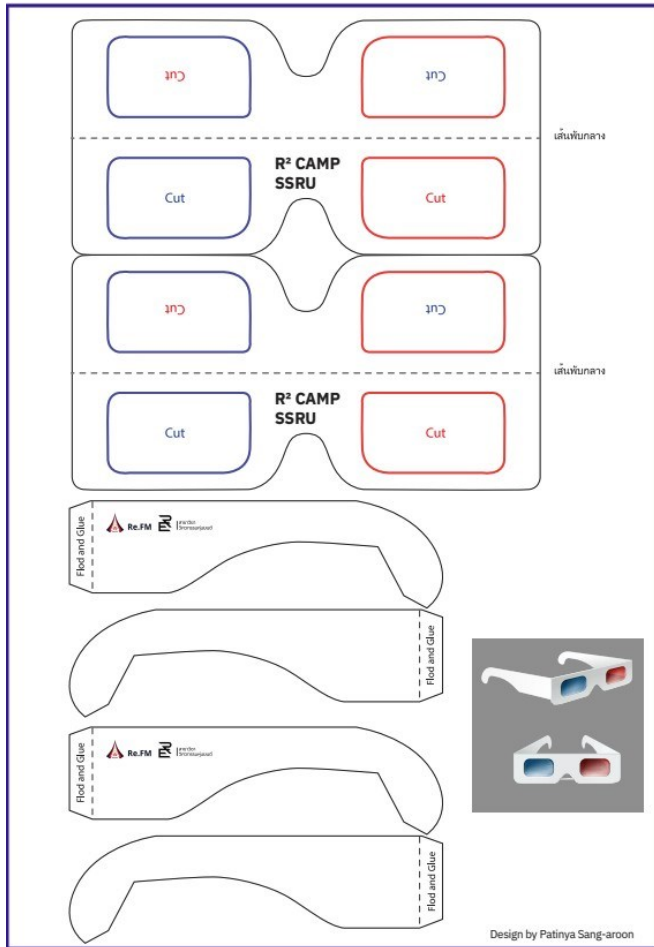 Cut Cut
เส้นพับกลาง
R² CAMP
SSRU
Cut Cut
Cut Cut
เส้นพับกลาง
R² CAMP
SSRU
Cut Cut
Flod and Glue
Re.FM
Flod and Glue
Flod and Glue
Re.FM
Flod and Glue
Design by Patinya Sang-aroon